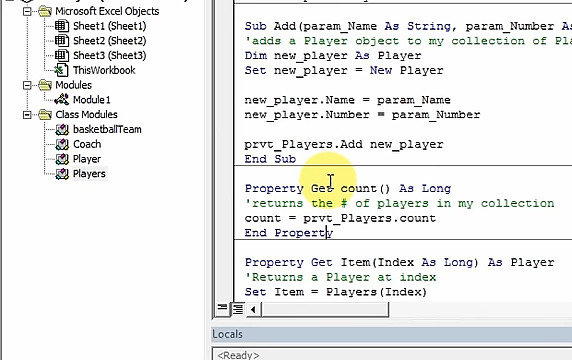 Microsoft Excel Objects
Sheet1 (Sheet1)
Sheet2 (Sheet2)
Sheet3 (Sheet3)
ThisWorkbook
Modules
Module1
Class Modules
basketballTeam
Coach
Player
Players
Sub Add(param_Name As String, param_Number As
'adds a Player object to my collection of Pla
Dim new_player As Player
Set new_player = New Player
new_player.Name = param_Name
new_player.Number = param_Number
prvt_Players.Add new_player
End Sub
Property Get count() As Long
'returns the # of players in my collection
count = prvt_Players.count
End Property
Property Get Item(Index As Long) As Player
'Returns a Player at index
Set Item = Players(Index)
Locals
<Ready>